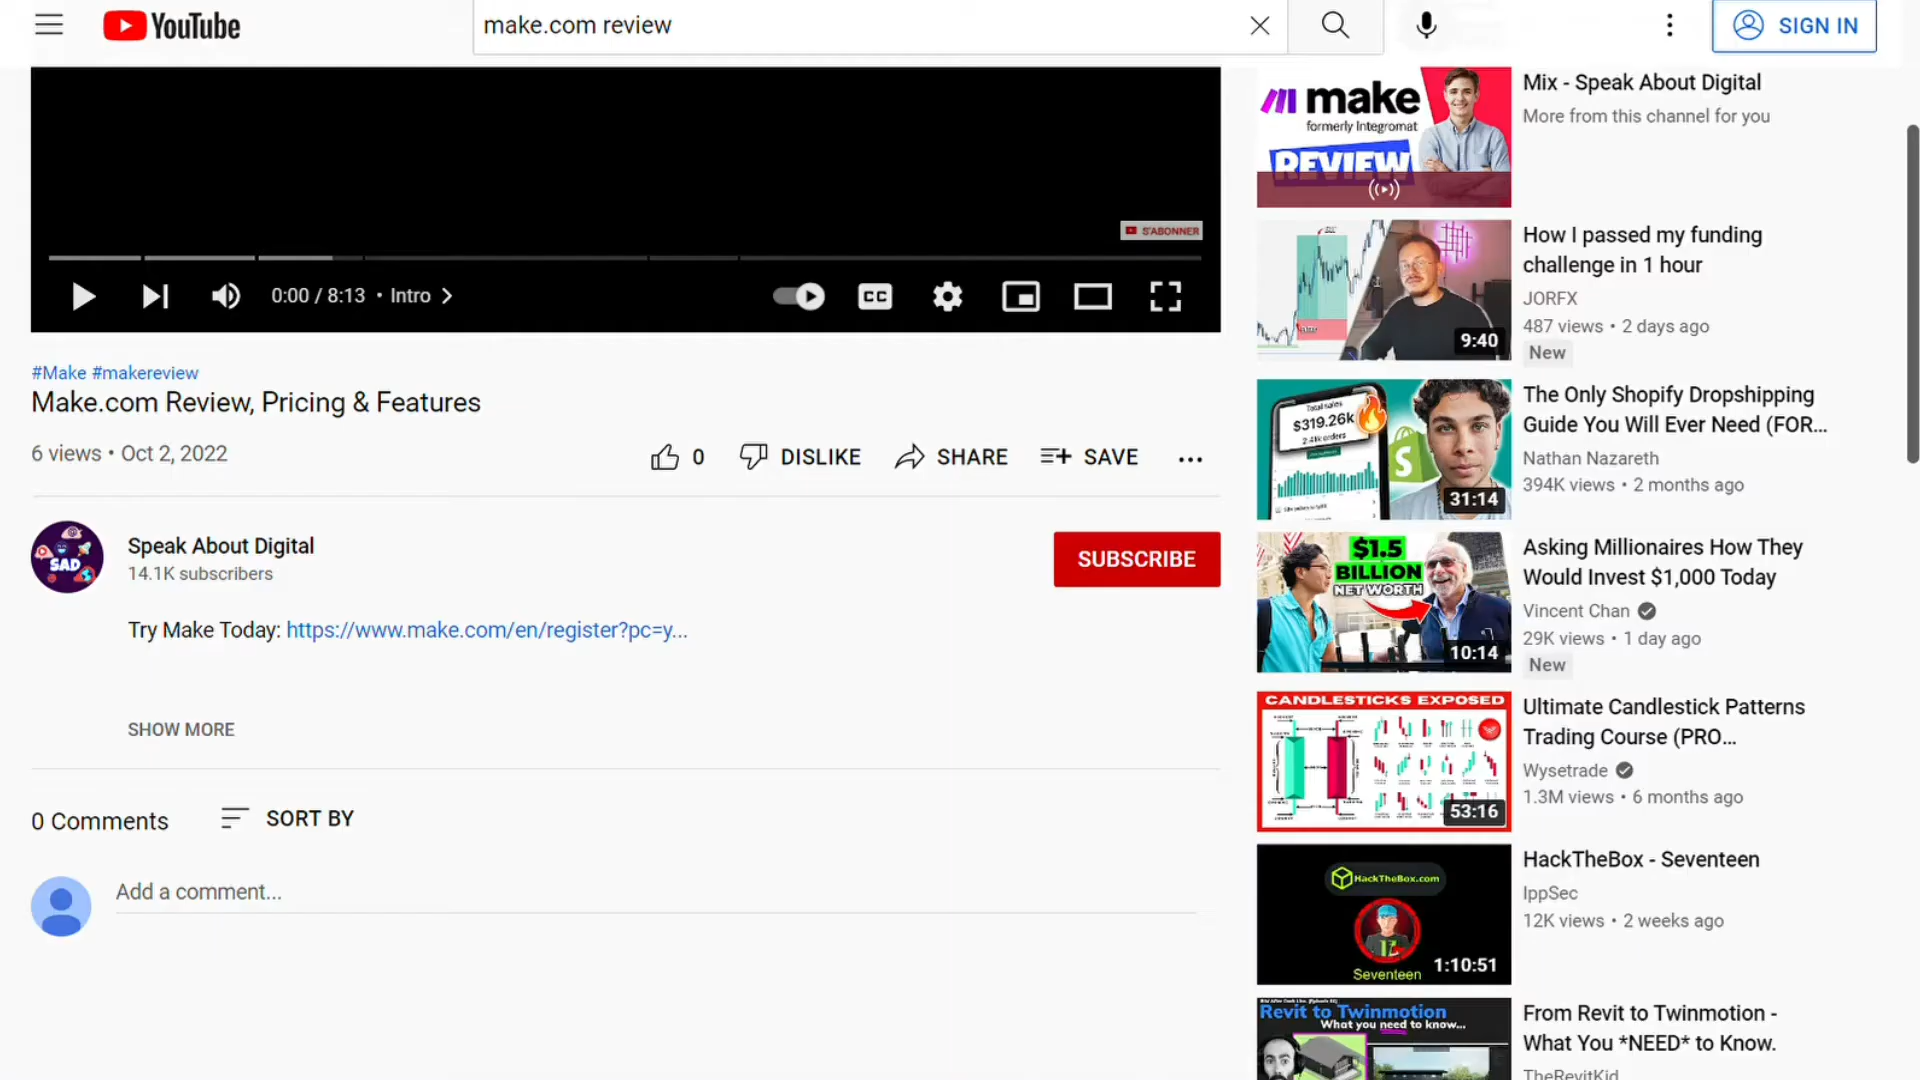 YouTube
make.com review
SIGN IN
S'ABONNER
0:00 / 8:13 • Intro
CC
#Make #makereview
Make.com Review, Pricing & Features
6 views • Oct 2, 2022
0
DISLIKE
SHARE
SAVE
SAD
Speak About Digital
14.1K subscribers
SUBSCRIBE
Try Make Today: https://www.make.com/en/register?pc=y...
SHOW MORE
0 Comments
SORT BY
Add a comment...
make
formerly Integromat
REVIEW
Mix - Speak About Digital
More from this channel for you
9:40
How I passed my funding
challenge in 1 hour
JORFX
487 views • 2 days ago
New
Total sales
$319.26k
2.41k orders
S
31:14
The Only Shopify Dropshipping
Guide You Will Ever Need (FOR...
Nathan Nazareth
394K views • 2 months ago
$1.5
BILLION
NET WORTH
10:14
Asking Millionaires How They
Would Invest $1,000 Today
Vincent Chan
29K views • 1 day ago
New
CANDLESTICKS EXPOSED
53:16
Ultimate Candlestick Patterns
Trading Course (PRO...
Wysetrade
1.3M views • 6 months ago
HackTheBox.com
Seventeen
1:10:51
HackTheBox - Seventeen
IppSec
12K views • 2 weeks ago
Revit to Twinmotion
What you need to know...
From Revit to Twinmotion -
What You *NEED* to Know.
TheRevitKid